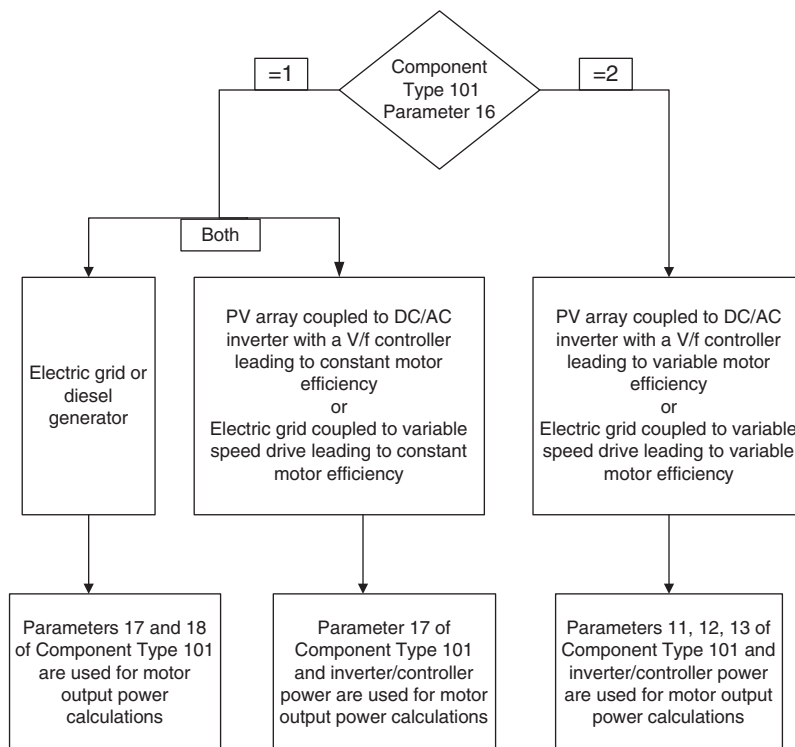 =1
Component
Type 101
Parameter 16
=2
Both
Electric grid or
diesel
generator
PV array coupled to DC/AC
inverter with a V/f controller
leading to constant motor
efficiency
or
Electric grid coupled to variable
speed drive leading to constant
motor efficiency
PV array coupled to DC/AC
inverter with a V/f controller
leading to variable motor
efficiency
or
Electric grid coupled to variable
speed drive leading to variable
motor efficiency
Parameters 17 and 18
of Component Type 101
are used for motor
output power
calculations
Parameter 17 of
Component Type 101
and inverter/controller
power are used for motor
output power calculations
Parameters 11, 12, 13 of
Component Type 101 and
inverter/controller power
are used for motor output
power calculations